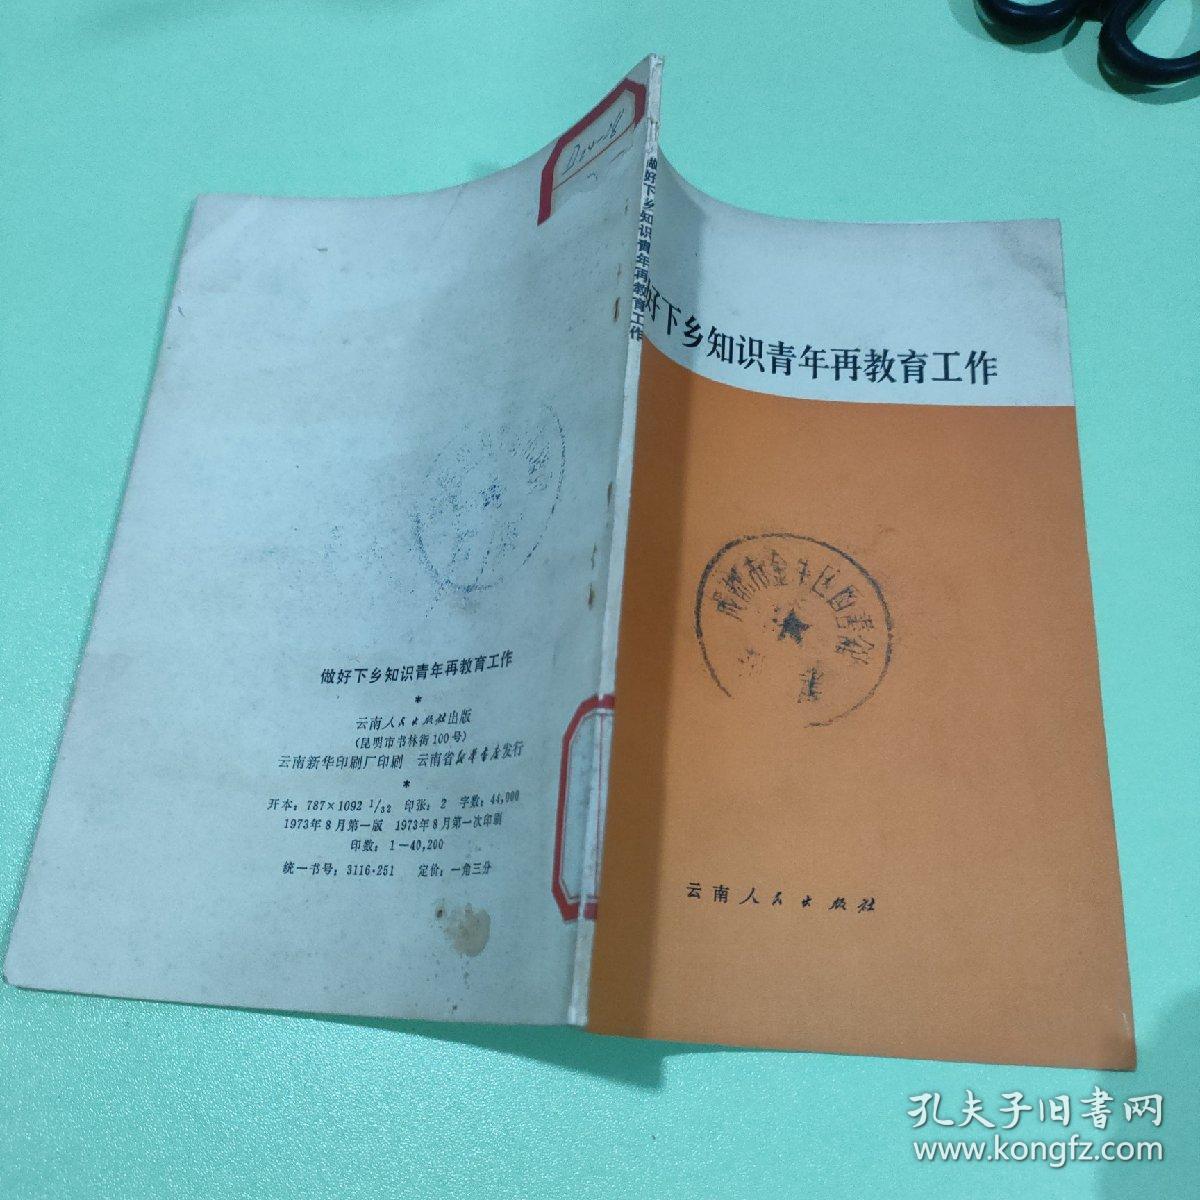 做好下乡知识青年再教育工作
好下乡知识青年再教育工作
成都市金牛区图书馆
云南人民出版社
做好下乡知识青年再教育工作
*
云南人民出版社出版
(昆明市书林街100号)
云南新华印刷厂印刷 云南省新华书店发行
*
开本:787×1092 1/32 印张:2 字数:44,000
1973年8月第一版 1973年8月第一次印刷
印数:1—40,200
统一书号:3116·251 定价:一角三分
孔夫子旧书网
www.kongfz.com